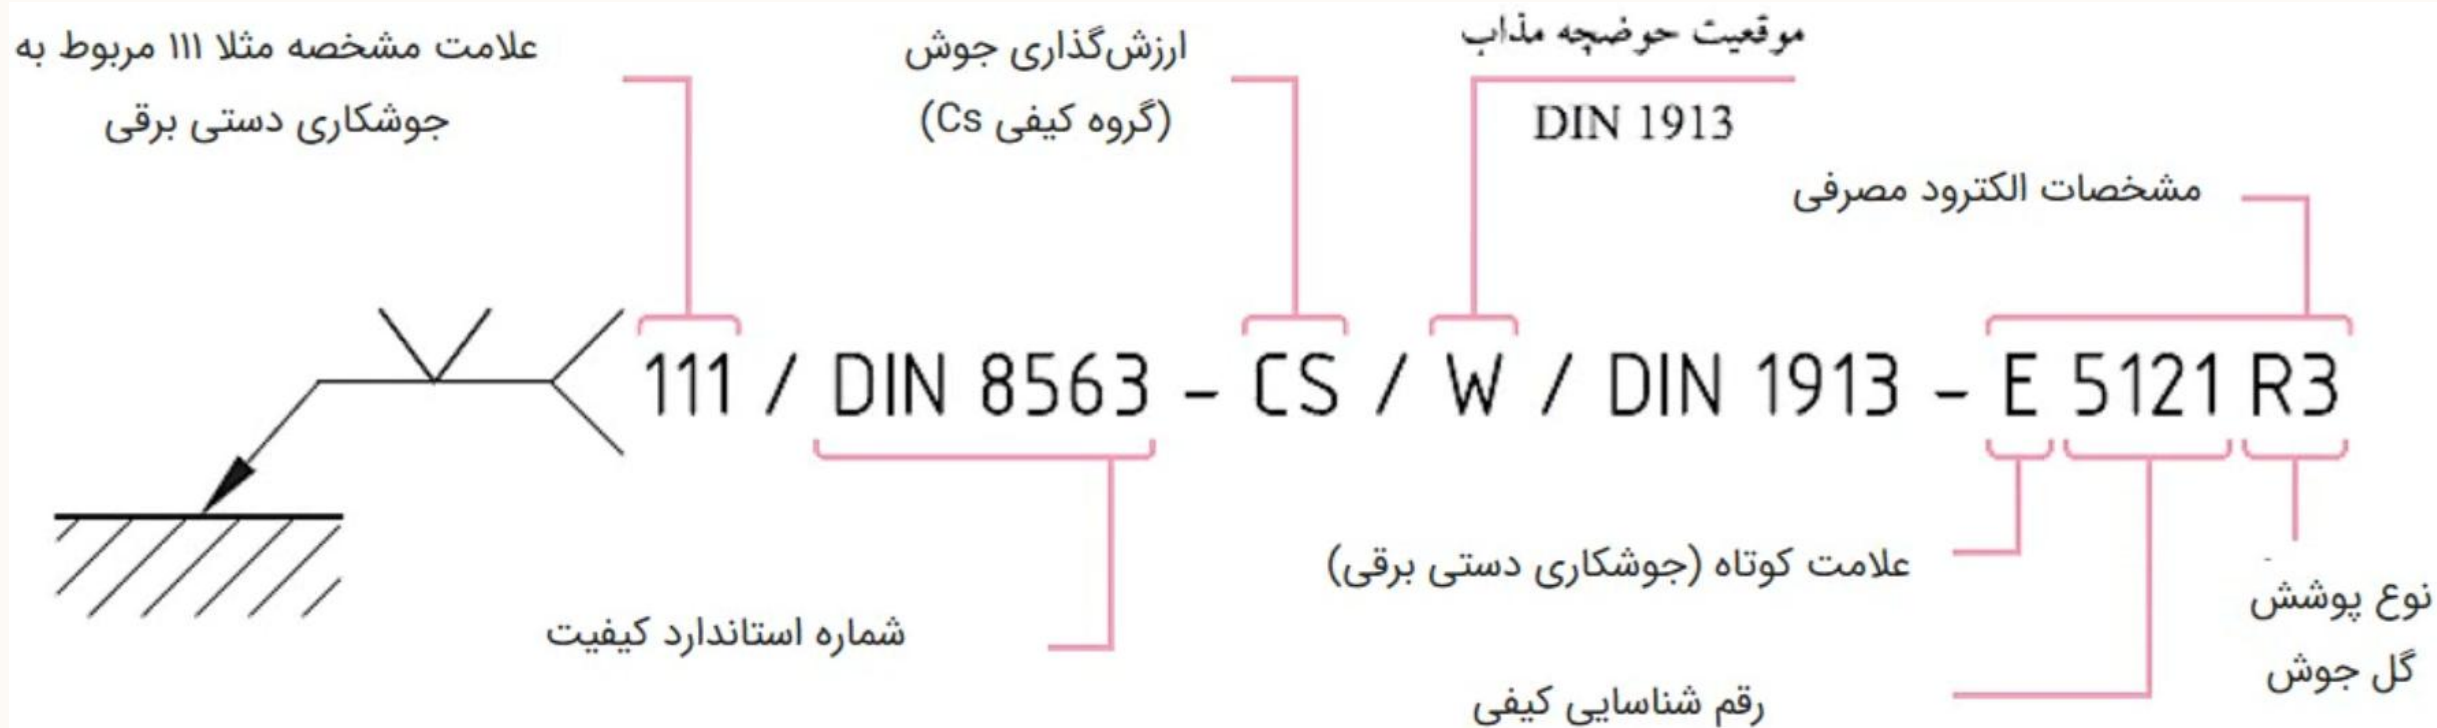 علامت مشخصه مثلا ۱۱۱ مربوط به
جوشکاری دستی برقی
ارزش‌گذاری جوش
(گروه کیفی Cs)
موقعیت حوضچه مذاب
DIN 1913
مشخصات الکترود مصرفی
111 / DIN 8563 - CS / W / DIN 1913 - E 5121 R3
علامت کوتاه (جوشکاری دستی برقی)
شماره استاندارد کیفیت
رقم شناسایی کیفی
نوع پوشش
گل جوش